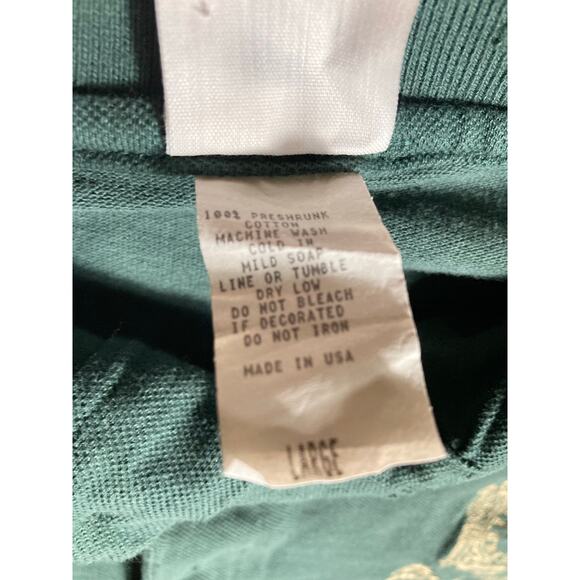 100% PRESHRUNK
COTTON
MACHINE WASH
COLD IN
MILD SOAP
LINE OR TUMBLE
DRY LOW
DO NOT BLEACH
IF DECORATED
DO NOT IRON
MADE IN USA
LARGE